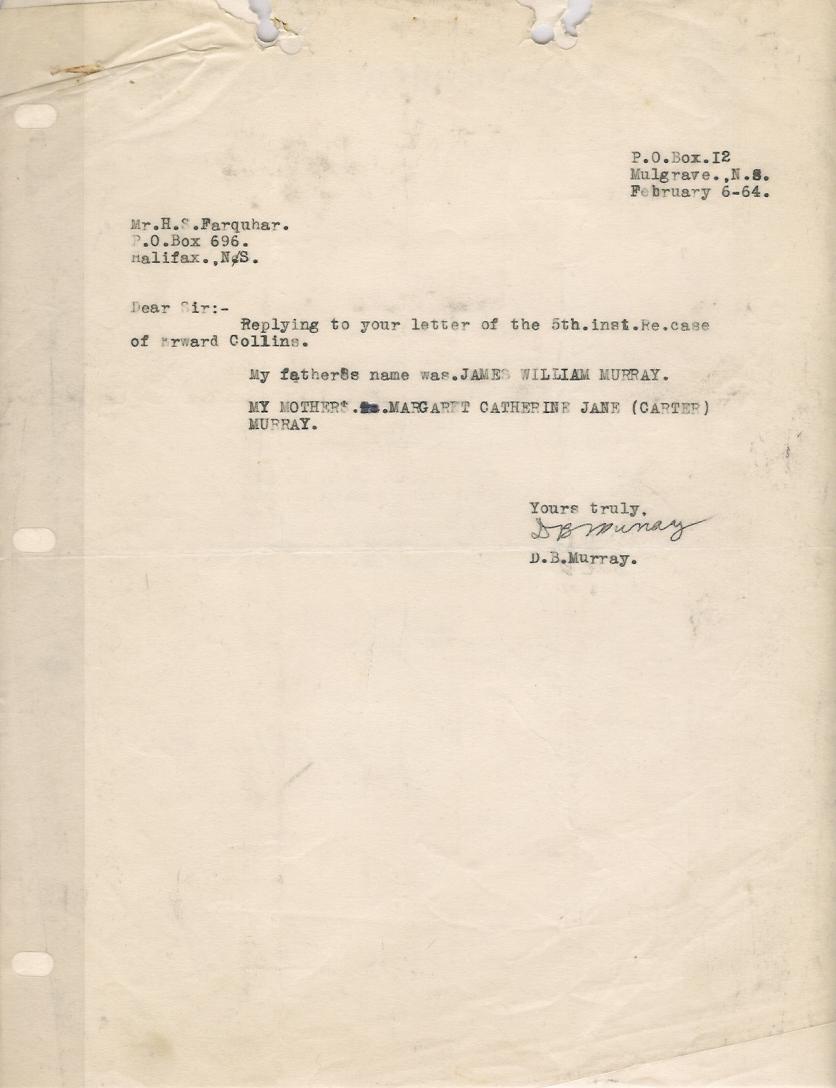 P.O.Box.I2
Mulgrave.,N.S.
February 6-64.
Mr.H.S.Farquhar.
P.O.Box 696.
Halifax.,N/S.
Dear Sir:-
Replying to your letter of the 5th.inst.Re.case
of Erward Collins.
My father8s name was.JAMES WILLIAM MURRAY.
MY MOTHER$. .MARGARET CATHERINE JANE (CARTER)
MURRAY.
Yours truly,
D B Murray
D.B.Murray.